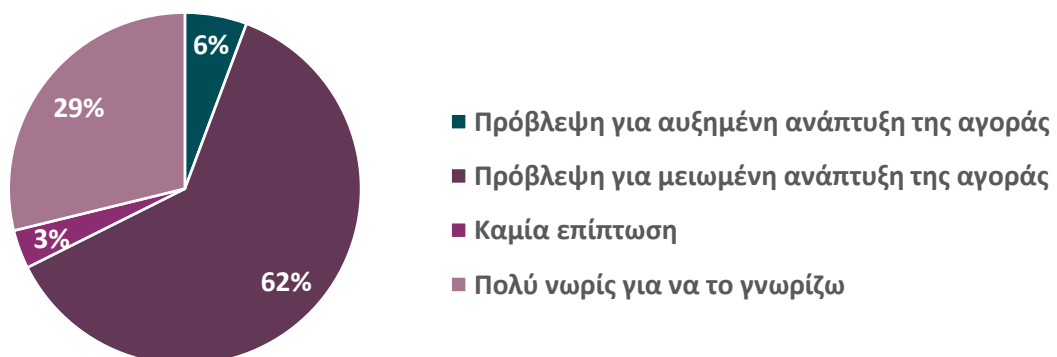 6%
29%
3%
62%
Πρόβλεψη για αυξημένη ανάπτυξη της αγοράς
Πρόβλεψη για μειωμένη ανάπτυξη της αγοράς
Καμία επίπτωση
Πολύ νωρίς για να το γνωρίζω